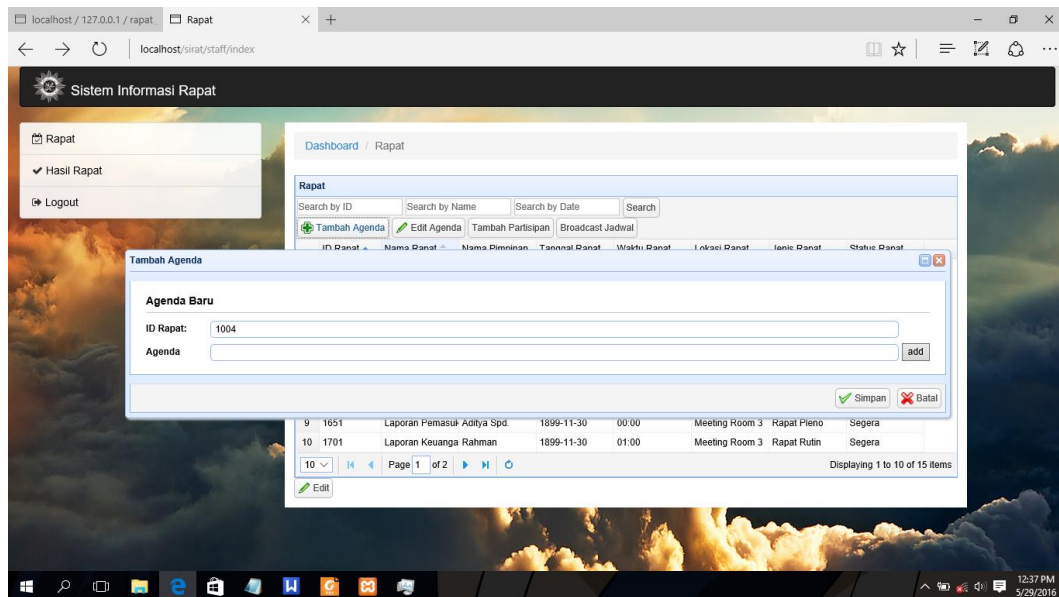 localhost / 127.0.0.1 / rapat
Rapat
localhost/sirat/staff/index
Sistem Informasi Rapat
Rapat
Hasil Rapat
Logout
Dashboard / Rapat
Rapat
Search by ID Search by Name Search by Date Search
Tambah Agenda Edit Agenda Tambah Partisipan Broadcast Jadwal
ID Rapat Nama Rapat Nama Pimpinan Tanggal Rapat Waktu Rapat Lokasi Rapat Jenis Rapat Status Rapat
Tambah Agenda
Agenda Baru
ID Rapat: 1004
Agenda add
Simpan Batal
9 1651 Laporan Pemasuk Aditya Spd. 1899-11-30 00:00 Meeting Room 3 Rapat Pleno Segera
10 1701 Laporan Keuanga Rahman 1899-11-30 01:00 Meeting Room 3 Rapat Rutin Segera
10 Page 1 of 2 Displaying 1 to 10 of 15 items
Edit
12:37 PM
5/29/2016